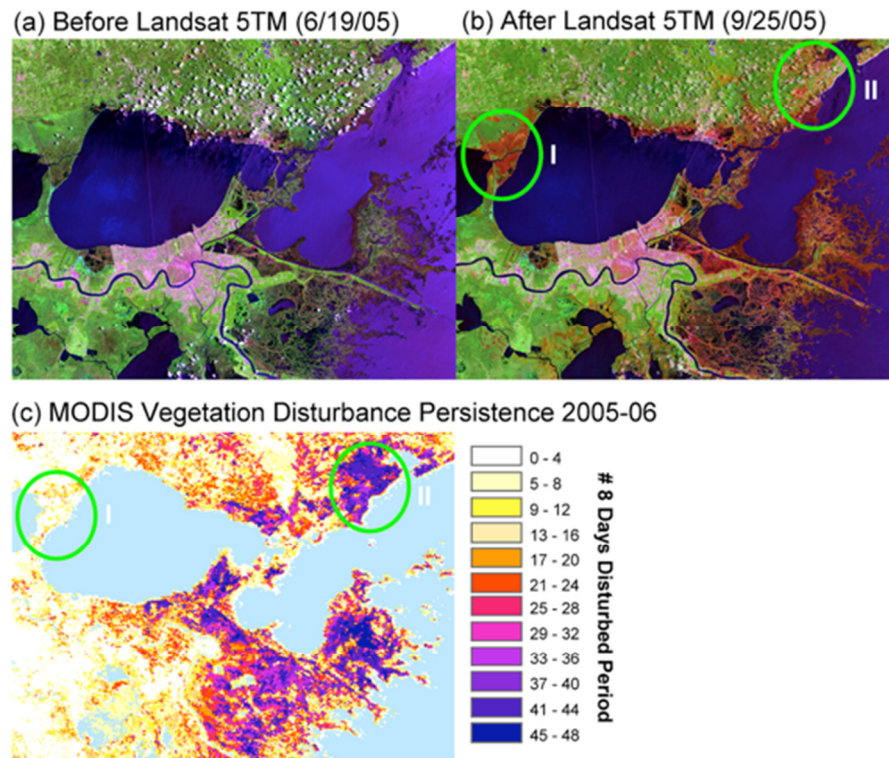 (a) Before Landsat 5TM (6/19/05)
(b) After Landsat 5TM (9/25/05)
I
II
(c) MODIS Vegetation Disturbance Persistence 2005-06
I
II
0 - 4
5 - 8
9 - 12
13 - 16
17 - 20
21 - 24
25 - 28
29 - 32
33 - 36
37 - 40
41 - 44
45 - 48
# 8 Days Disturbed Period